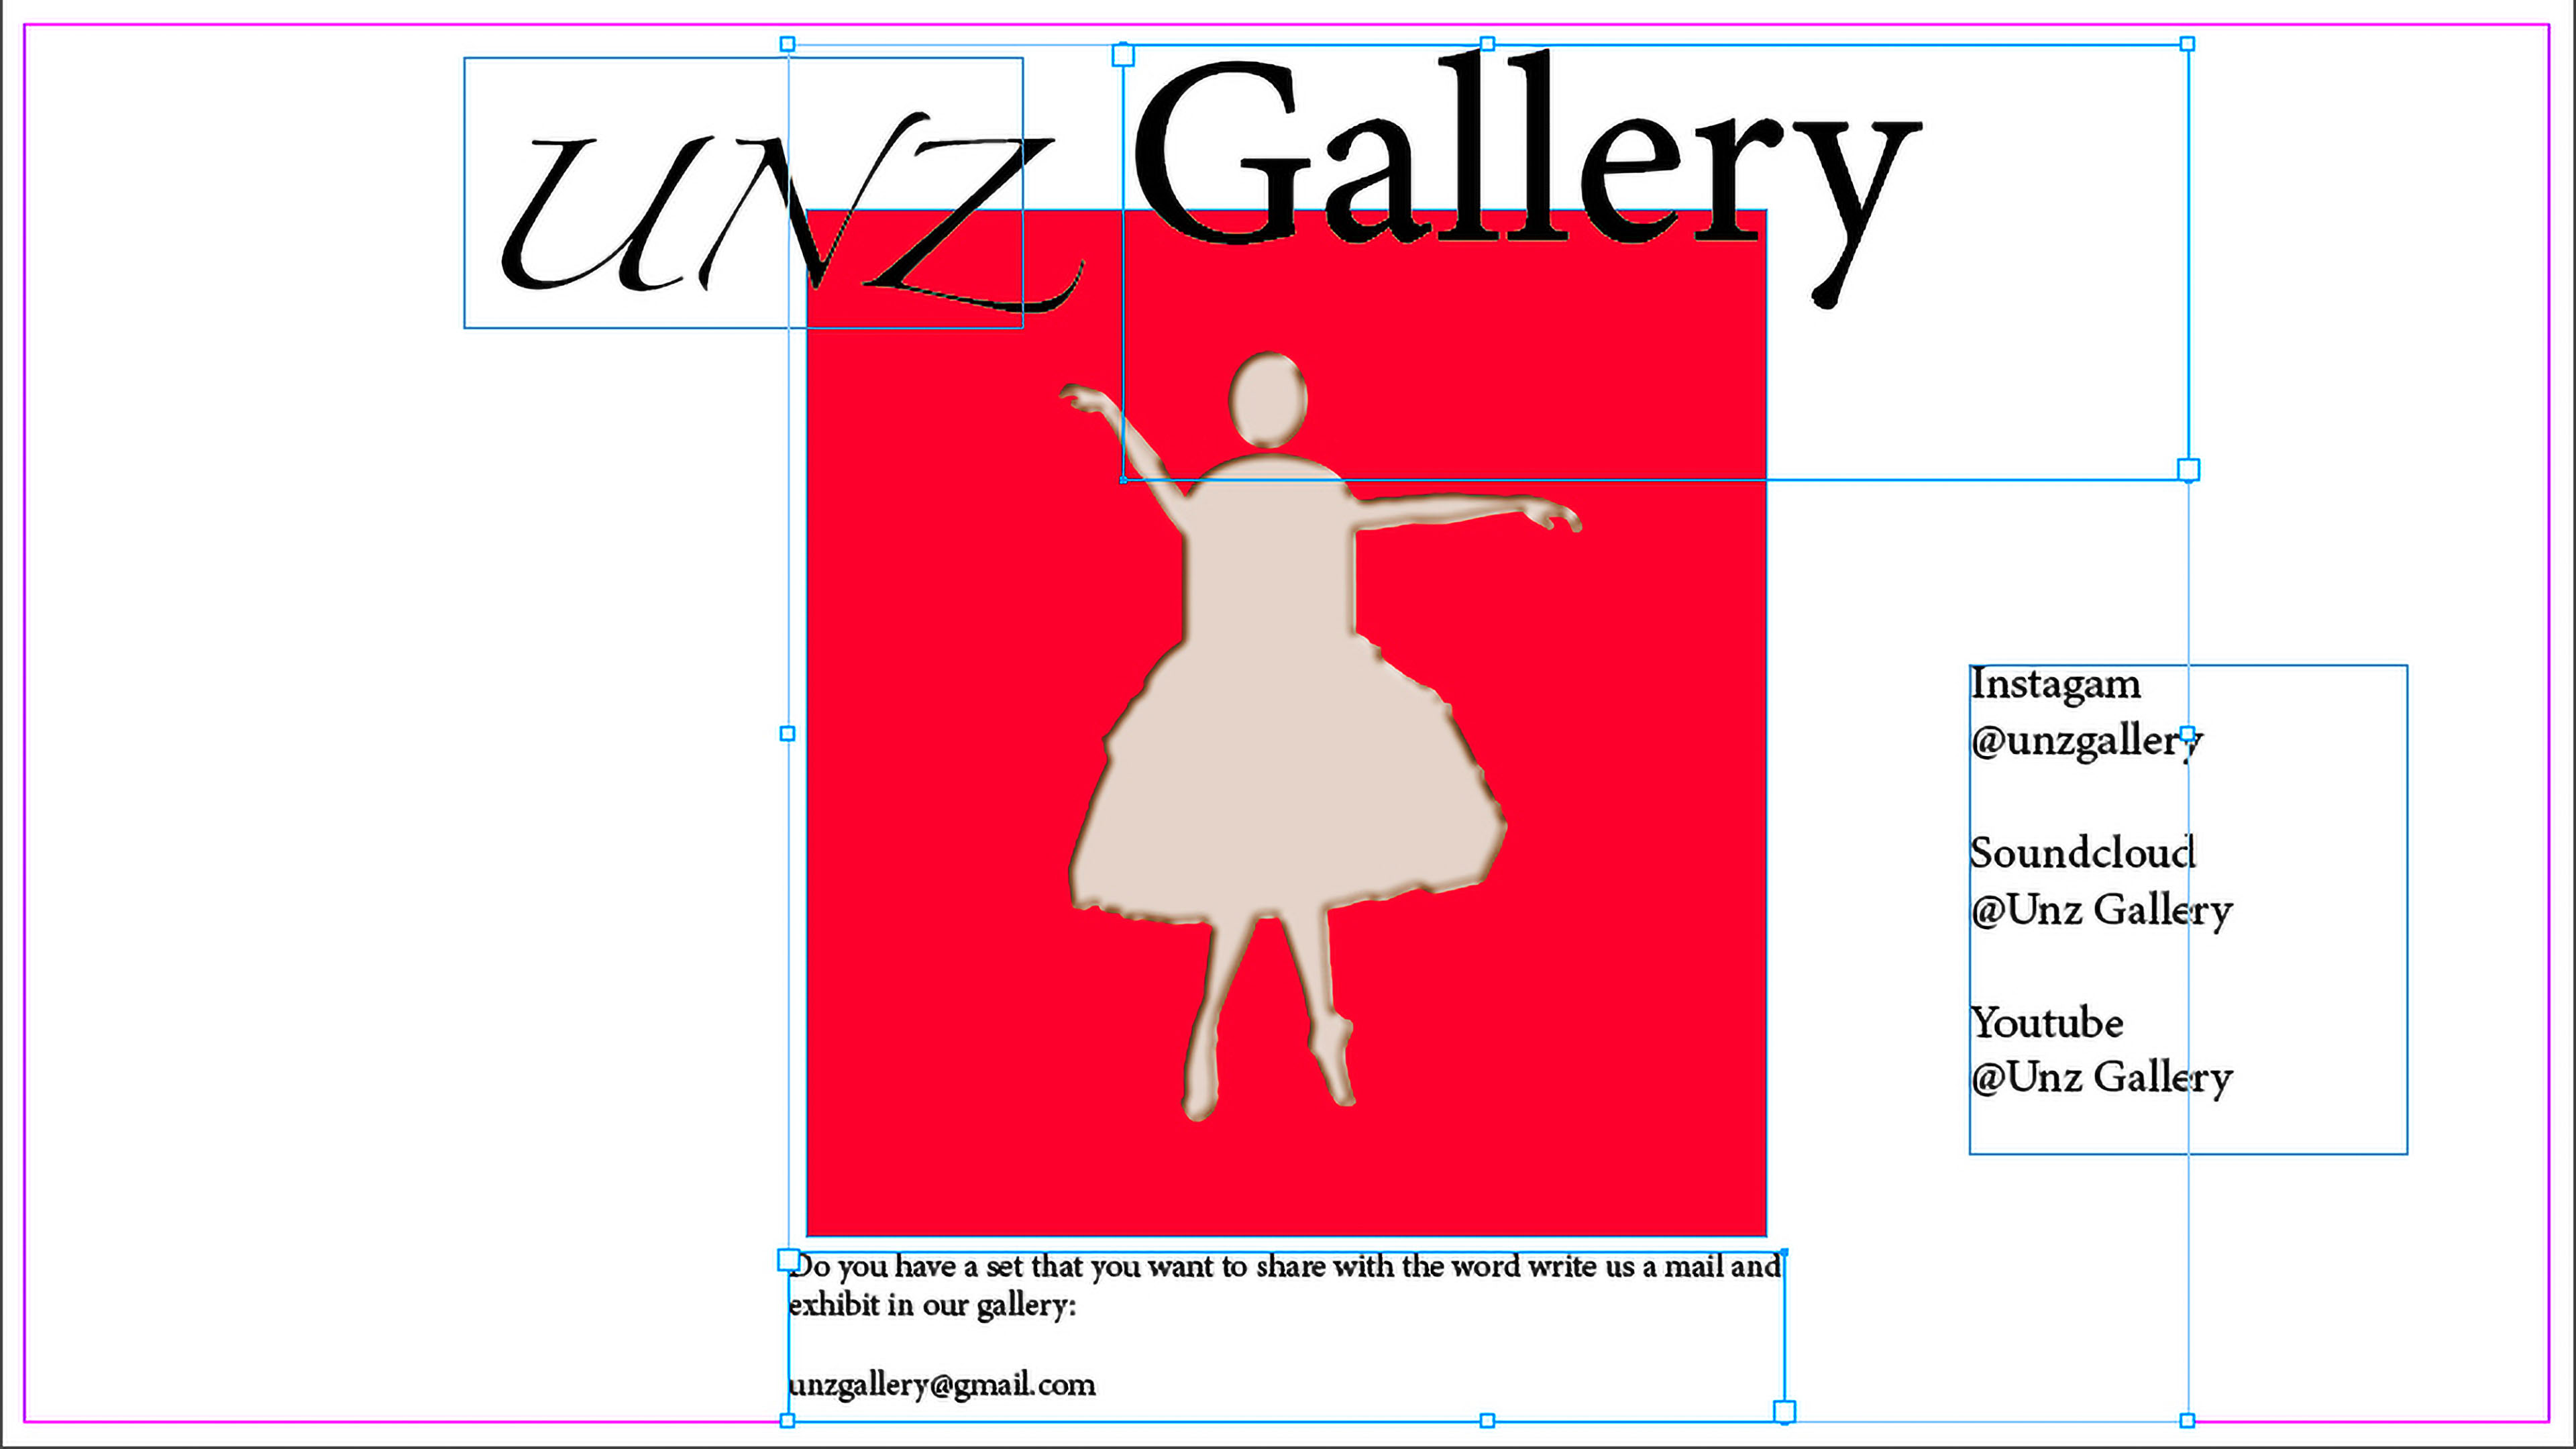 UNZ Gallery
Instagam
@unzgallery
Soundcloud
@Unz Gallery
Youtube
@Unz Gallery
Do you have a set that you want to share with the word write us a mail and
exhibit in our gallery:
unzgallery@gmail.com